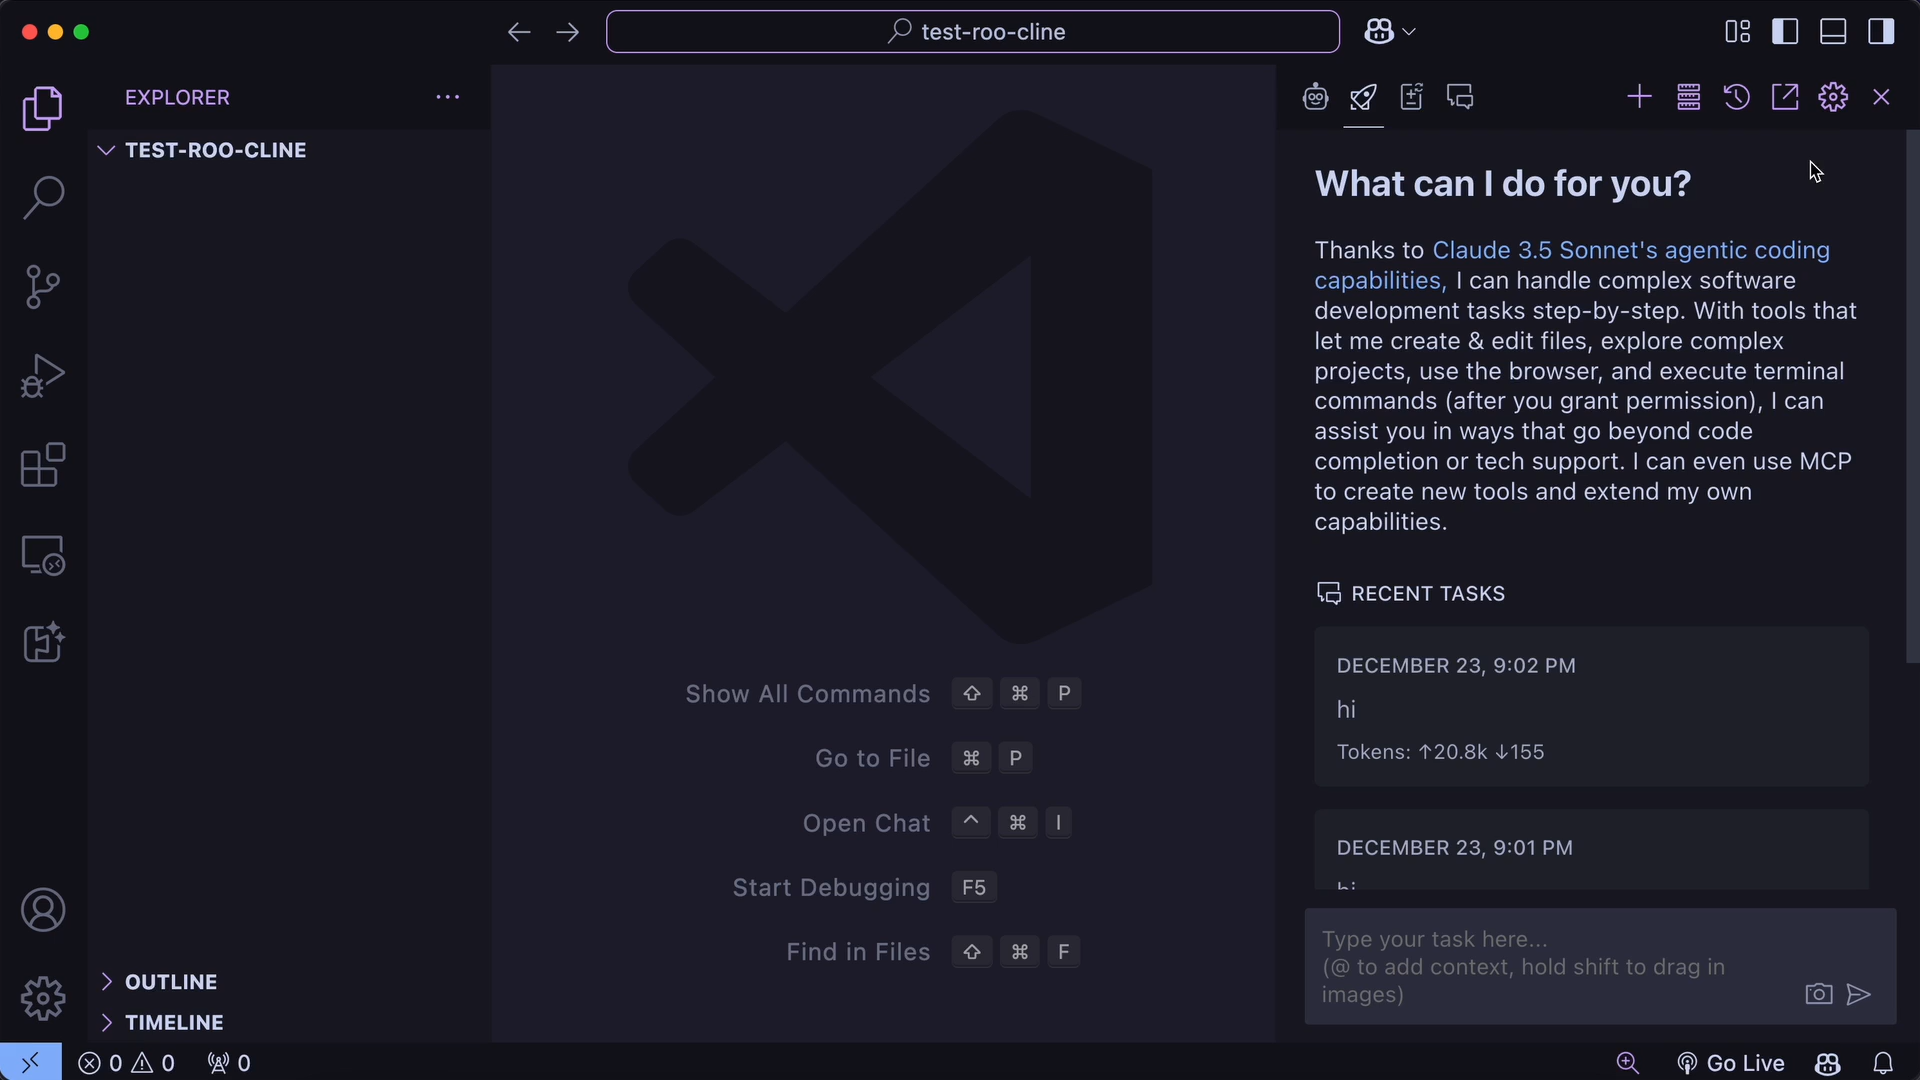 test-roo-cline
EXPLORER
TEST-ROO-CLINE
OUTLINE
TIMELINE
Show All Commands ⇧ ⌘ P
Go to File ⌘ P
Open Chat ^ ⌘ I
Start Debugging F5
Find in Files ⇧ ⌘ F
What can I do for you?
Thanks to Claude 3.5 Sonnet's agentic coding
capabilities, I can handle complex software
development tasks step-by-step. With tools that
let me create & edit files, explore complex
projects, use the browser, and execute terminal
commands (after you grant permission), I can
assist you in ways that go beyond code
completion or tech support. I can even use MCP
to create new tools and extend my own
capabilities.
RECENT TASKS
DECEMBER 23, 9:02 PM
hi
Tokens: ↑20.8k ↓155
DECEMBER 23, 9:01 PM
hi
Type your task here...
(@ to add context, hold shift to drag in
images)
0 0 0
Go Live